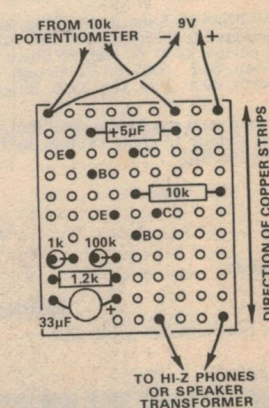 FROM 10k
POTENTIOMETER
9V
− +
+5µF
E
C
B
10k
E
C
B
1k 100k
1.2k
33µF
+
DIRECTION OF COPPER STRIPS
TO HI-Z PHONES
OR SPEAKER
TRANSFORMER